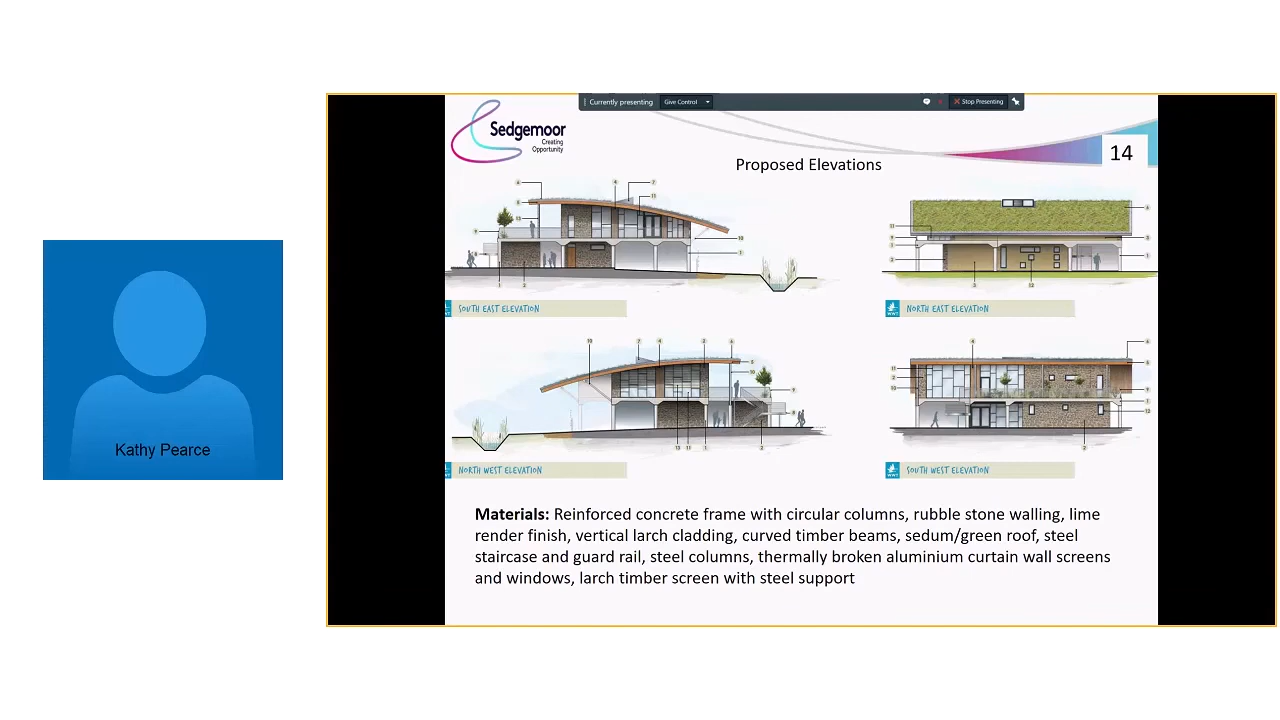 Currently presenting
Give Control
Stop Presenting
Sedgemoor
Creating
Opportunity
14
Proposed Elevations
SOUTH EAST ELEVATION
WWT
NORTH EAST ELEVATION
NORTH WEST ELEVATION
WWT
SOUTH WEST ELEVATION
Kathy Pearce
Materials: Reinforced concrete frame with circular columns, rubble stone walling, lime
render finish, vertical larch cladding, curved timber beams, sedum/green roof, steel
staircase and guard rail, steel columns, thermally broken aluminium curtain wall screens
and windows, larch timber screen with steel support